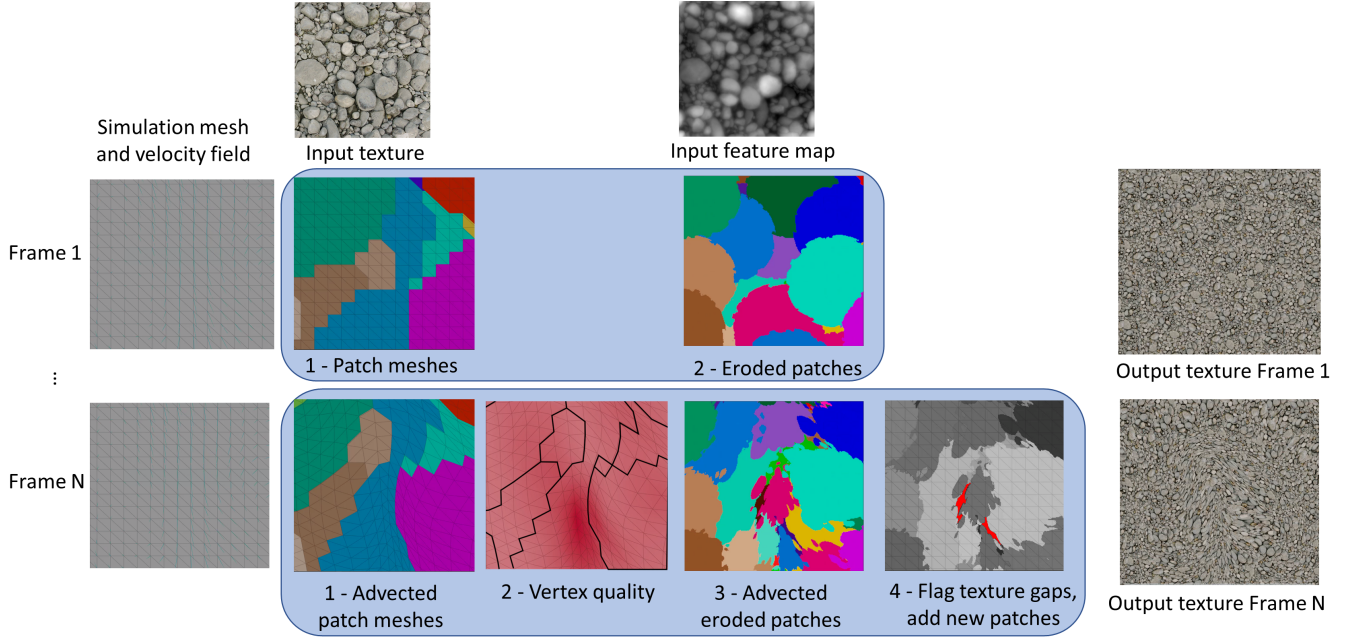 Simulation mesh
and velocity field
Input texture
Input feature map
Frame 1
1 - Patch meshes
2 - Eroded patches
Output texture Frame 1
...
Frame N
1 - Advected
patch meshes
2 - Vertex quality
3 - Advected
eroded patches
4 - Flag texture gaps,
add new patches
Output texture Frame N